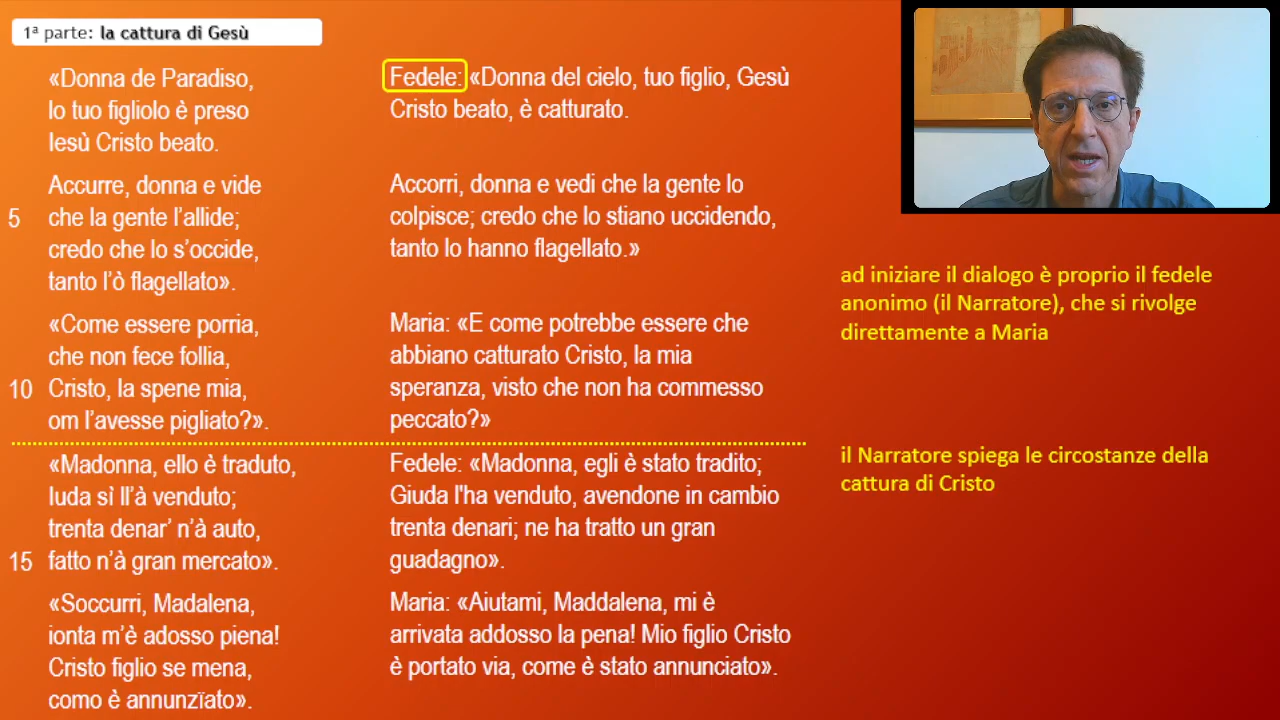 1ª parte: la cattura di Gesù
«Donna de Paradiso,
lo tuo figliolo è preso
Iesù Cristo beato.
Accurre, donna e vide
5 che la gente l’allide;
credo che lo s’occide,
tanto l’ò flagellato».
«Come essere porria,
che non fece follia,
10 Cristo, la spene mia,
om l’avesse pigliato?».
«Madonna, ello è traduto,
Iuda sì ll’à venduto;
trenta denar’ n’à auto,
15 fatto n’à gran mercato».
«Soccurri, Madalena,
ionta m’è adosso piena!
Cristo figlio se mena,
como è annunzïato».
Fedele: «Donna del cielo, tuo figlio, Gesù
Cristo beato, è catturato.
Accorri, donna e vedi che la gente lo
colpisce; credo che lo stiano uccidendo,
tanto lo hanno flagellato.»
Maria: «E come potrebbe essere che
abbiano catturato Cristo, la mia
speranza, visto che non ha commesso
peccato?»
Fedele: «Madonna, egli è stato tradito;
Giuda l'ha venduto, avendone in cambio
trenta denari; ne ha tratto un gran
guadagno».
Maria: «Aiutami, Maddalena, mi è
arrivata addosso la pena! Mio figlio Cristo
è portato via, come è stato annunciato».
ad iniziare il dialogo è proprio il fedele
anonimo (il Narratore), che si rivolge
direttamente a Maria
il Narratore spiega le circostanze della
cattura di Cristo